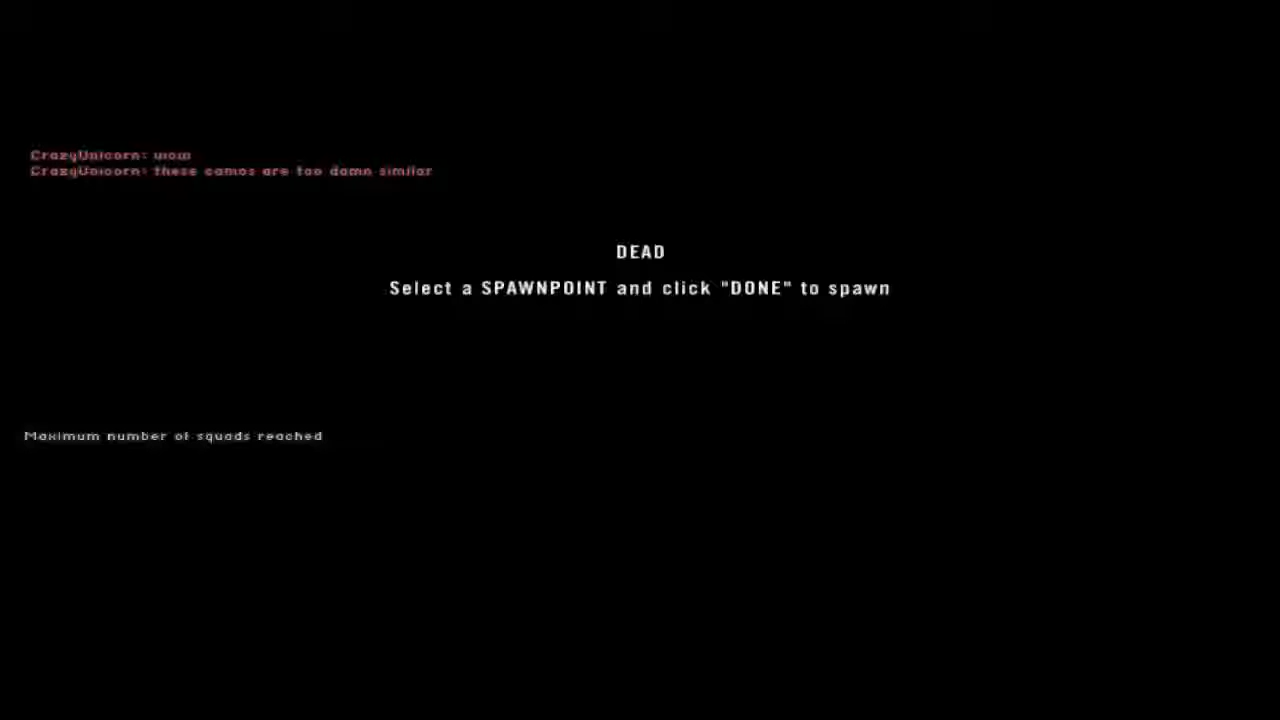 CrazyUnicorn: wow
CrazyUnicorn: these camos are too damn similar
DEAD
Select a SPAWNPOINT and click "DONE" to spawn
Maximum number of squads reached